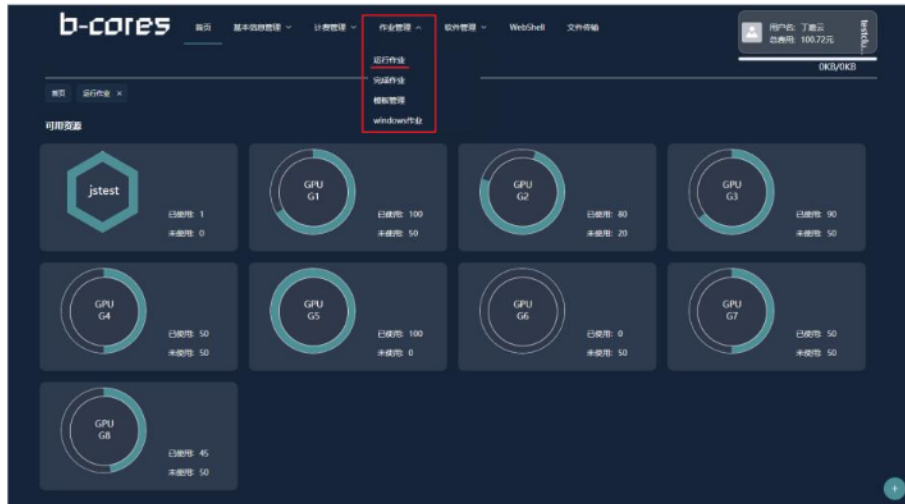 b-cores
首页 基本信息管理 计费管理 作业管理 软件管理 WebShell 文件传输
用户名: 丁磨云
总费用: 100.72元
testclu...
0KB/0KB
运行作业
完成作业
模板管理
windows作业
首页 运行作业 ×
可用资源
jstest
已使用: 1
未使用: 0
GPU
G1
已使用: 100
未使用: 50
GPU
G2
已使用: 80
未使用: 20
GPU
G3
已使用: 90
未使用: 50
GPU
G4
已使用: 50
未使用: 50
GPU
G5
已使用: 100
未使用: 0
GPU
G6
已使用: 0
未使用: 50
GPU
G7
已使用: 50
未使用: 50
GPU
G8
已使用: 45
未使用: 50
+